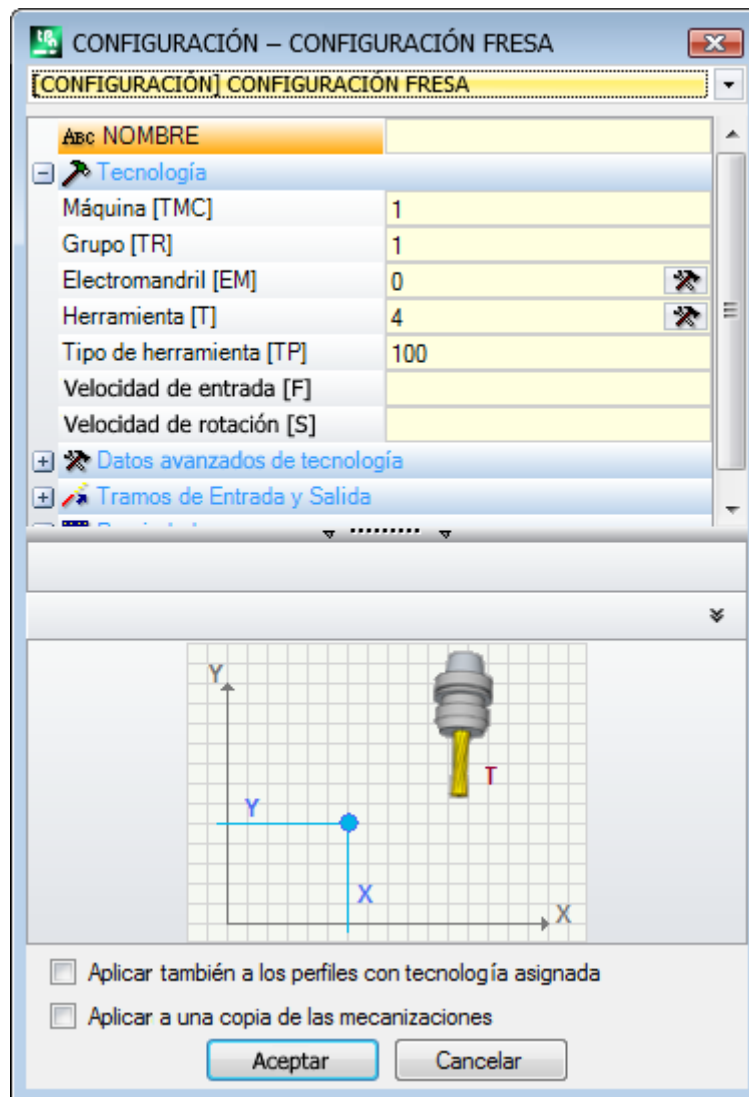 CONFIGURACIÓN – CONFIGURACIÓN FRESA
[CONFIGURACIÓN] CONFIGURACIÓN FRESA
ABC NOMBRE
Tecnología
Máquina [TMC] 1
Grupo [TR] 1
Electromandril [EM] 0
Herramienta [T] 4
Tipo de herramienta [TP] 100
Velocidad de entrada [F]
Velocidad de rotación [S]
Datos avanzados de tecnología
Tramos de Entrada y Salida
Y
T
Y
X
X
Aplicar también a los perfiles con tecnología asignada
Aplicar a una copia de las mecanizaciones
Aceptar Cancelar